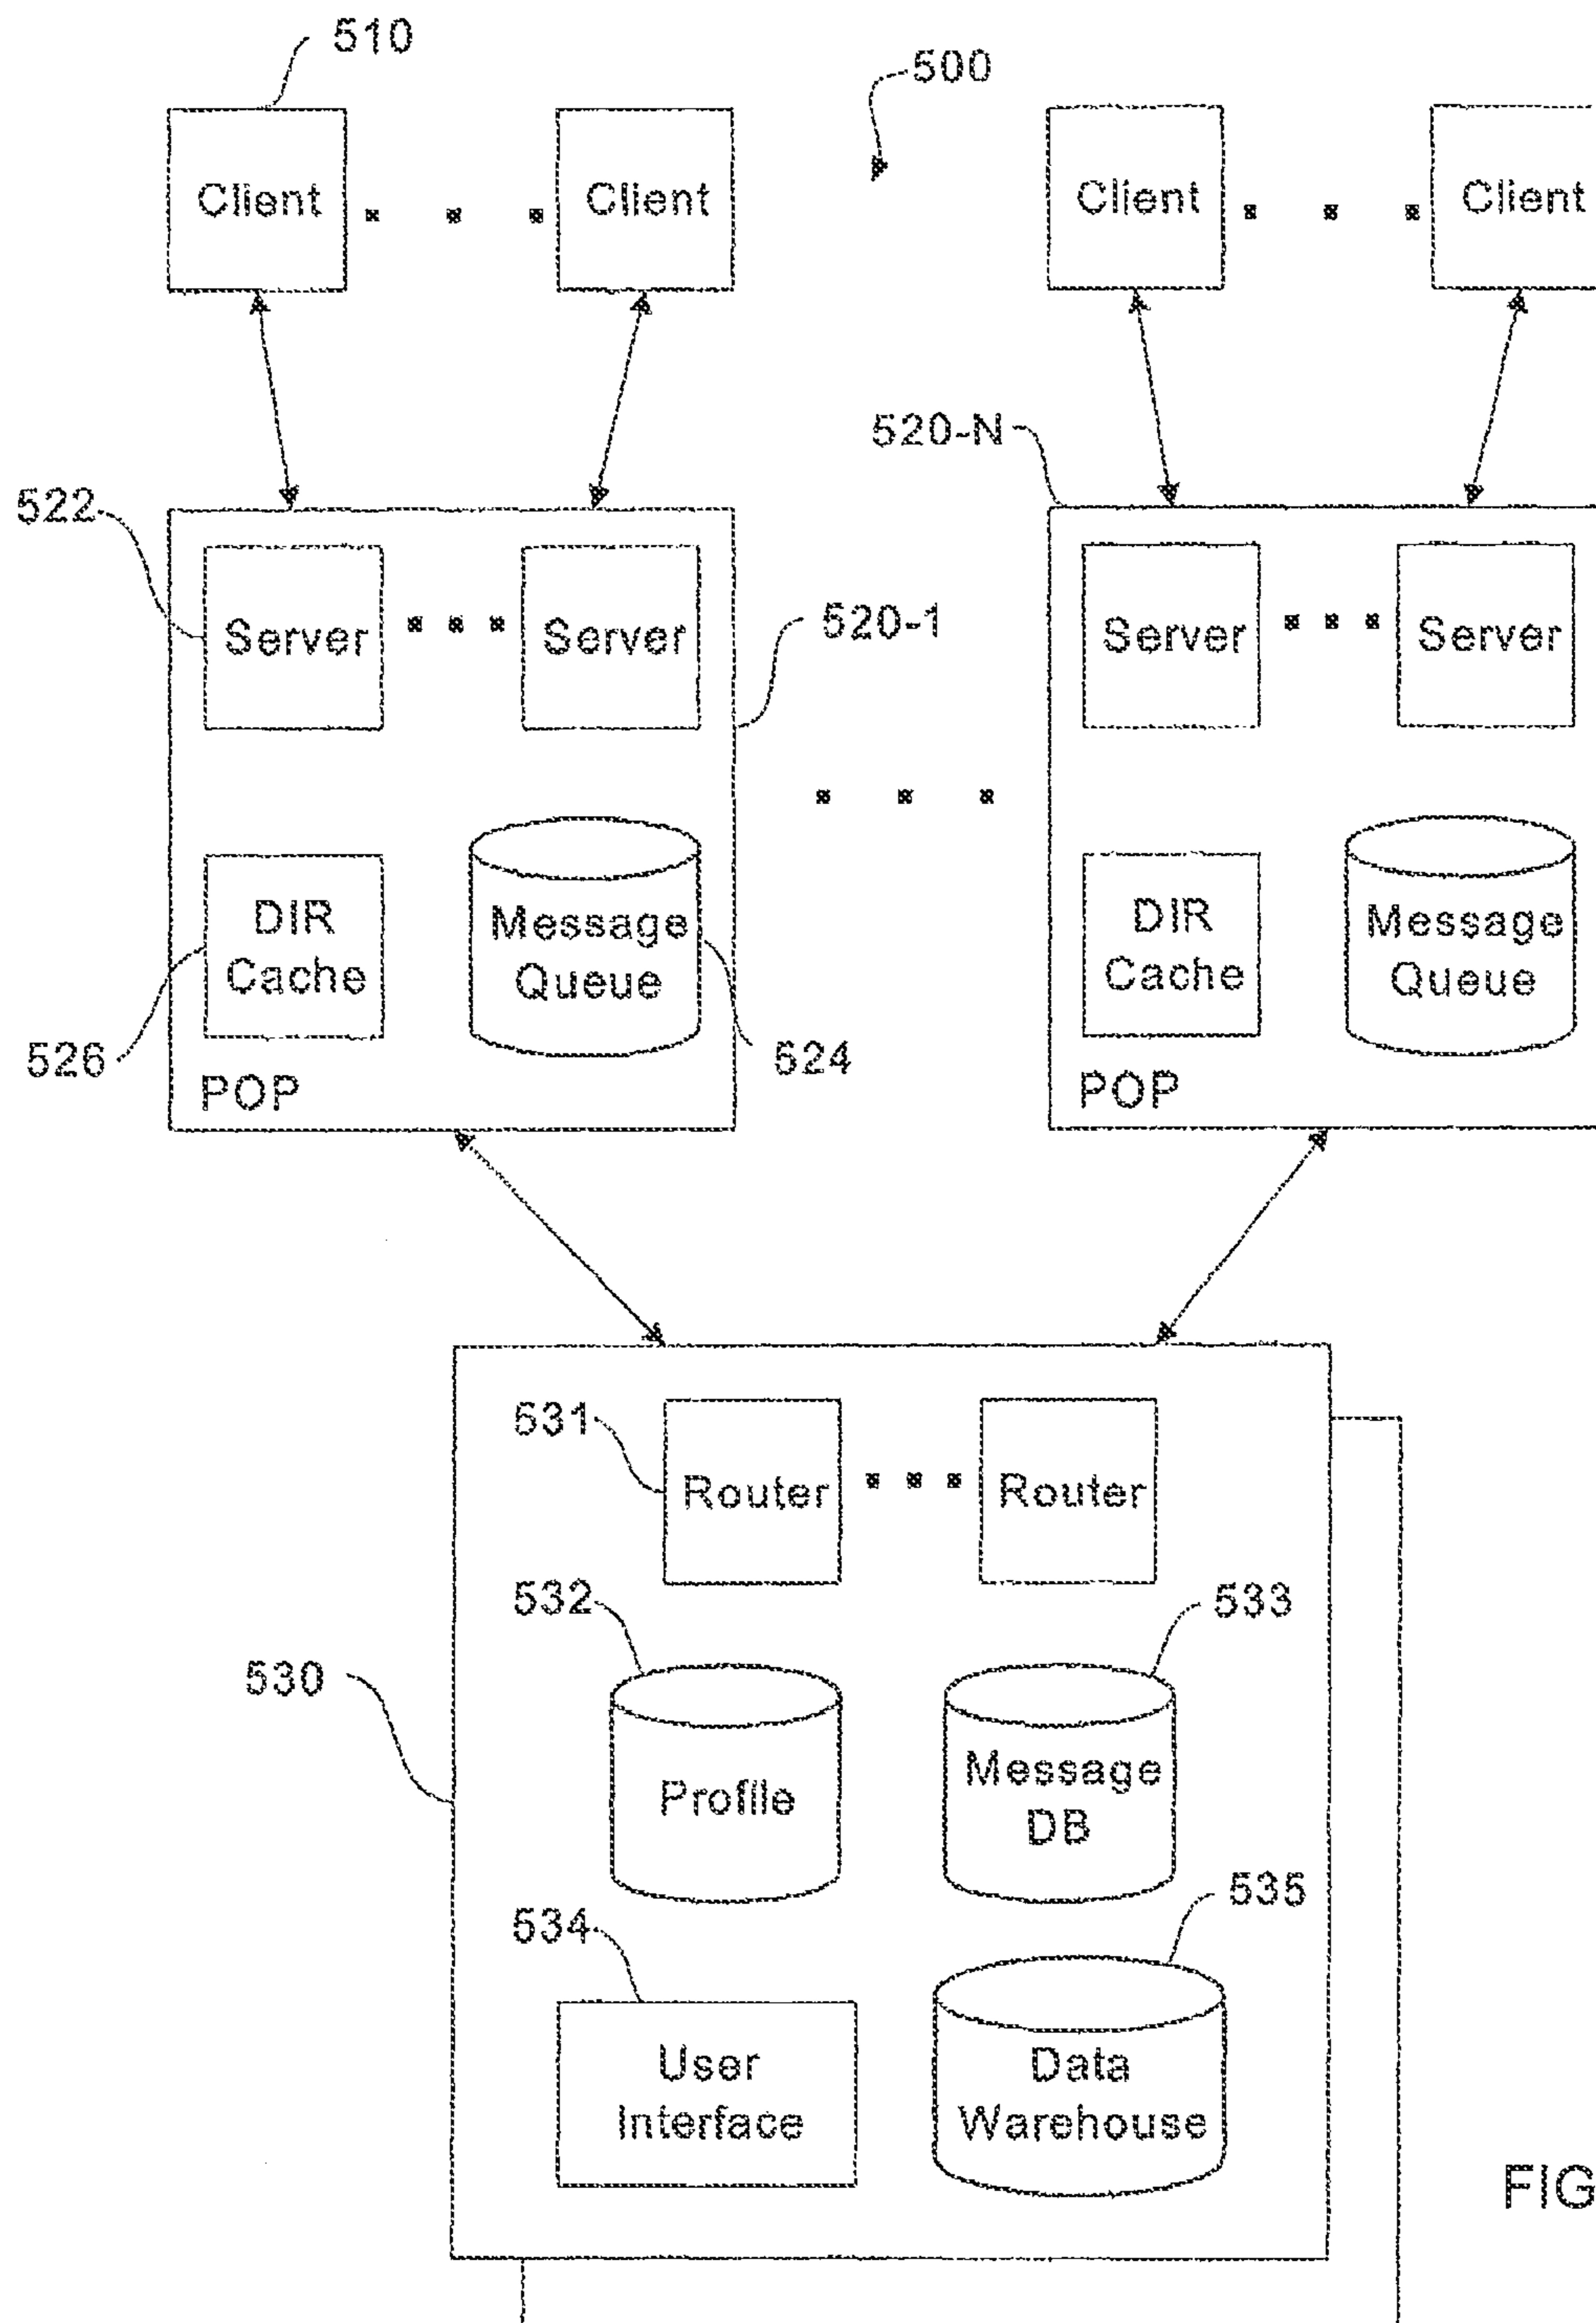 510
500
Client
Client
Client
Client
520-N
522
Server
Server
520-1
Server
Server
DIR
Cache
Message
Queue
DIR
Cache
Message
Queue
526
524
POP
POP
531
Router
Router
532
533
530
Profile
Message
DB
535
534
User
Interface
Data
Warehouse
FIG